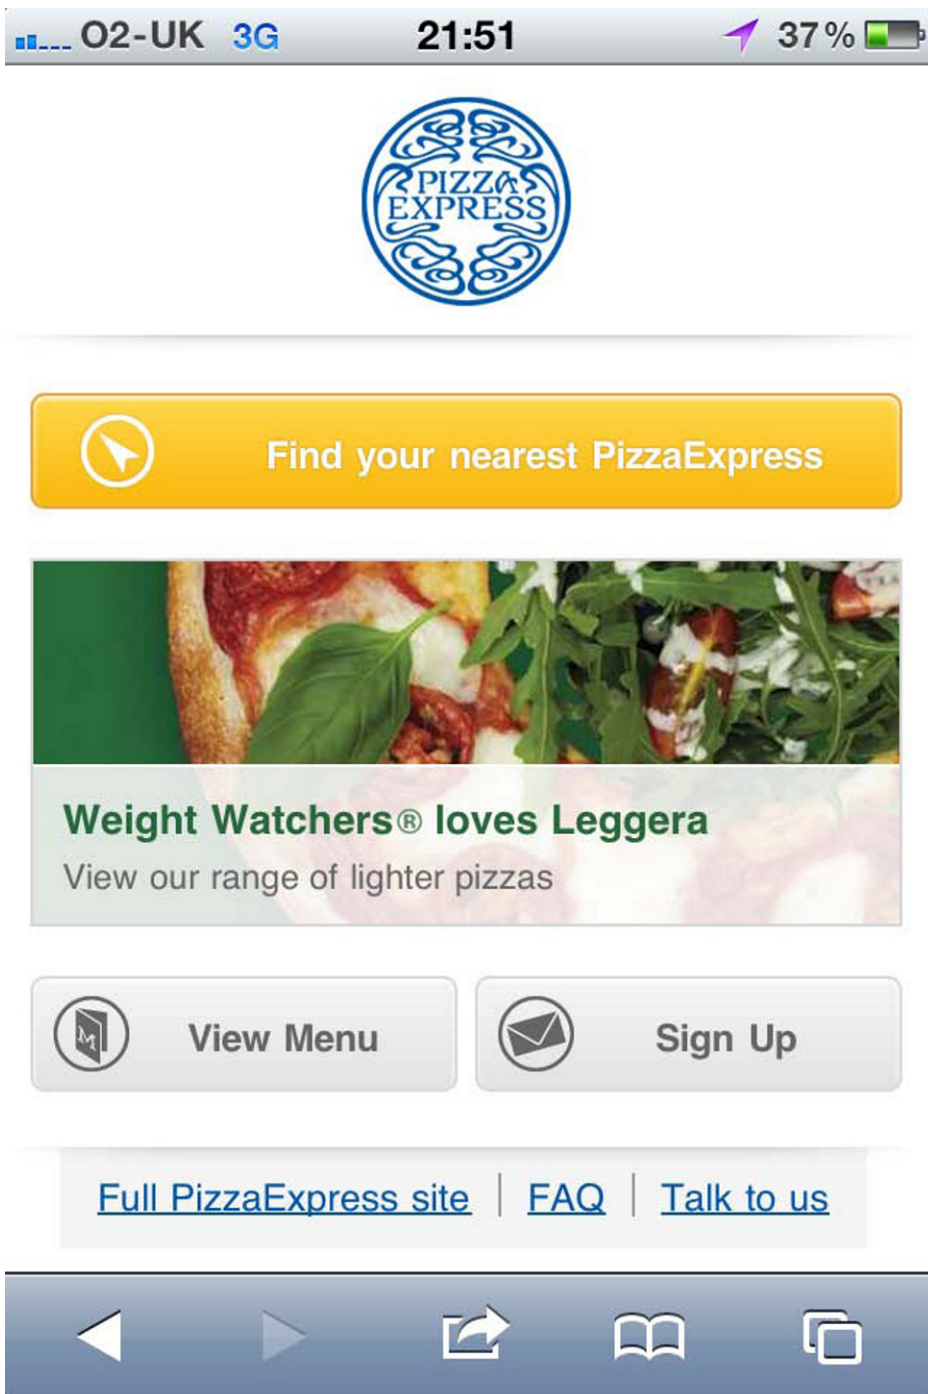 O2-UK 3G 21:51 37%
PIZZA
EXPRESS
Find your nearest PizzaExpress
Weight Watchers® loves Leggera
View our range of lighter pizzas
M View Menu
Sign Up
Full PizzaExpress site | FAQ | Talk to us